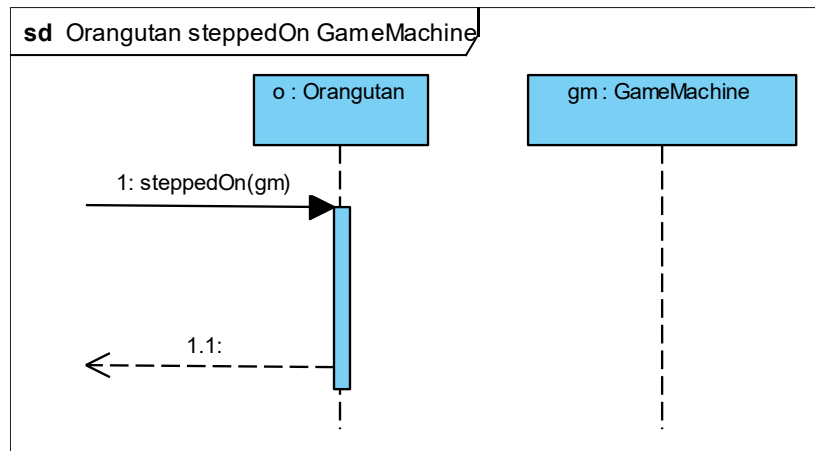 sd Orangutan steppedOn GameMachine
o : Orangutan
gm : GameMachine
1: steppedOn(gm)
1.1: